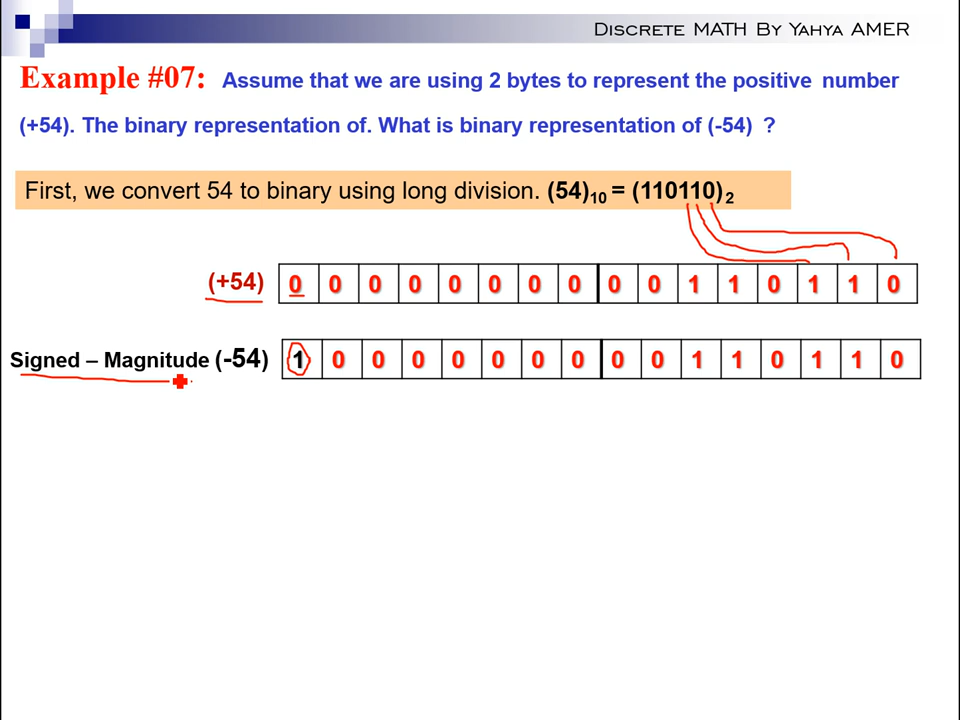 DISCRETE MATH BY YAHYA AMER
Example #07: Assume that we are using 2 bytes to represent the positive number
(+54). The binary representation of. What is binary representation of (-54) ?
First, we convert 54 to binary using long division. (54)10 = (110110)2
(+54) 0 0 0 0 0 0 0 0 0 0 1 1 0 1 1 0
Signed – Magnitude (-54) 1 0 0 0 0 0 0 0 0 0 1 1 0 1 1 0